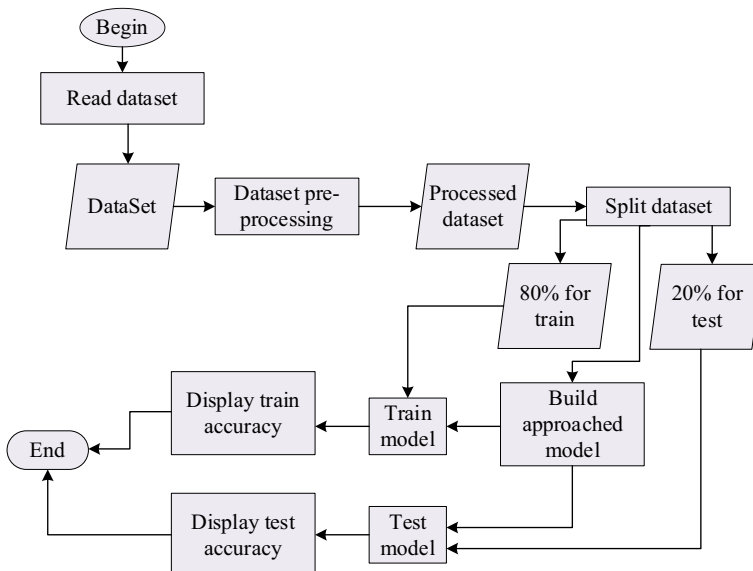 Begin
Read dataset
DataSet
Dataset pre-
processing
Processed
dataset
Split dataset
80% for
train
20% for
test
Display train
accuracy
Train
model
Build
approached
model
End
Display test
accuracy
Test
model